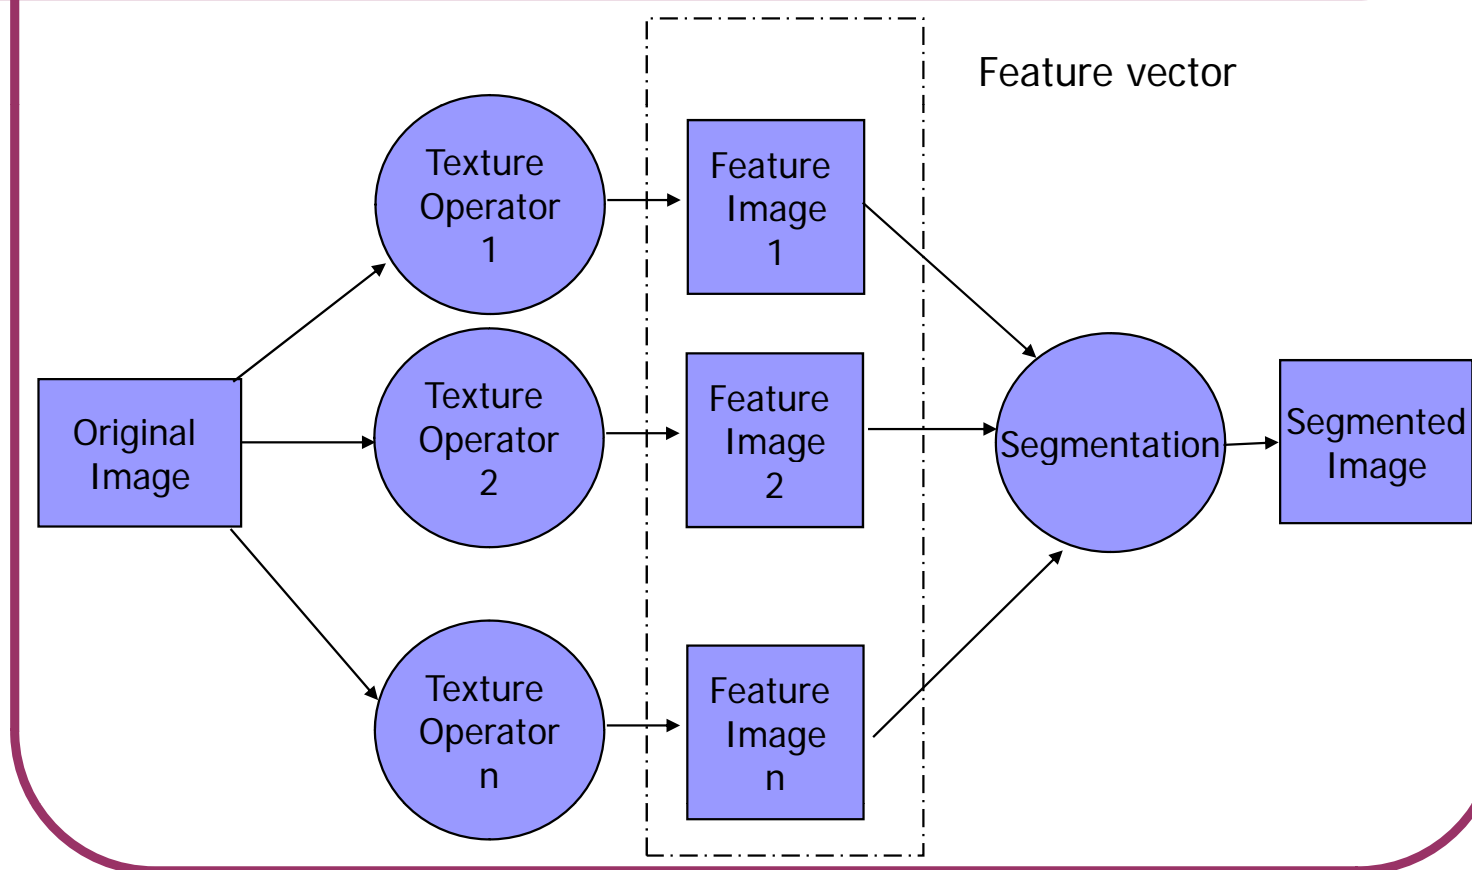 Feature vector
Texture
Operator
1
Feature
Image
1
Original
Image
Texture
Operator
2
Feature
Image
2
Segmentation
Segmented
Image
Texture
Operator
n
Feature
Image
n